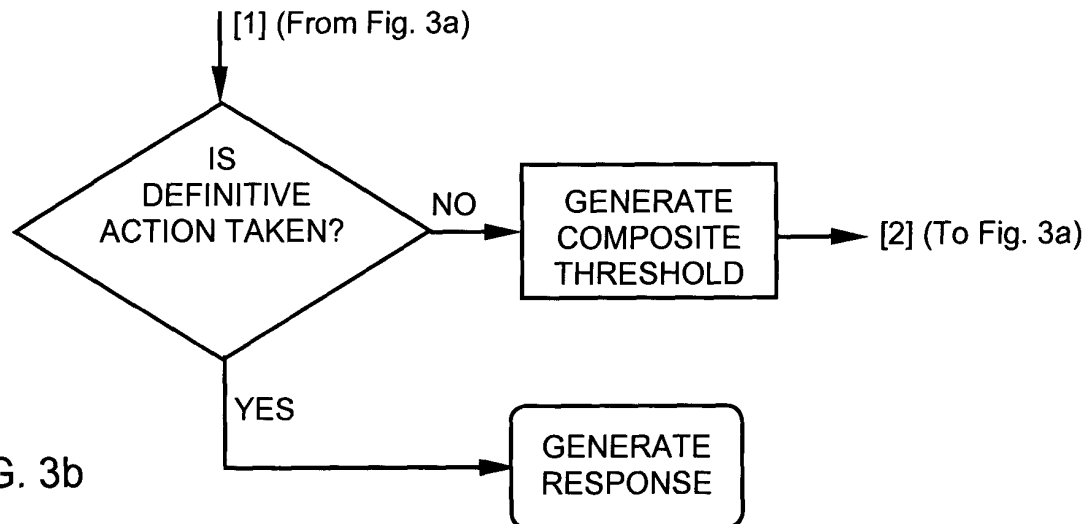 [1] (From Fig. 3a)
IS
DEFINITIVE
ACTION TAKEN?
NO
GENERATE
COMPOSITE
THRESHOLD
[2] (To Fig. 3a)
YES
GENERATE
RESPONSE
G. 3b